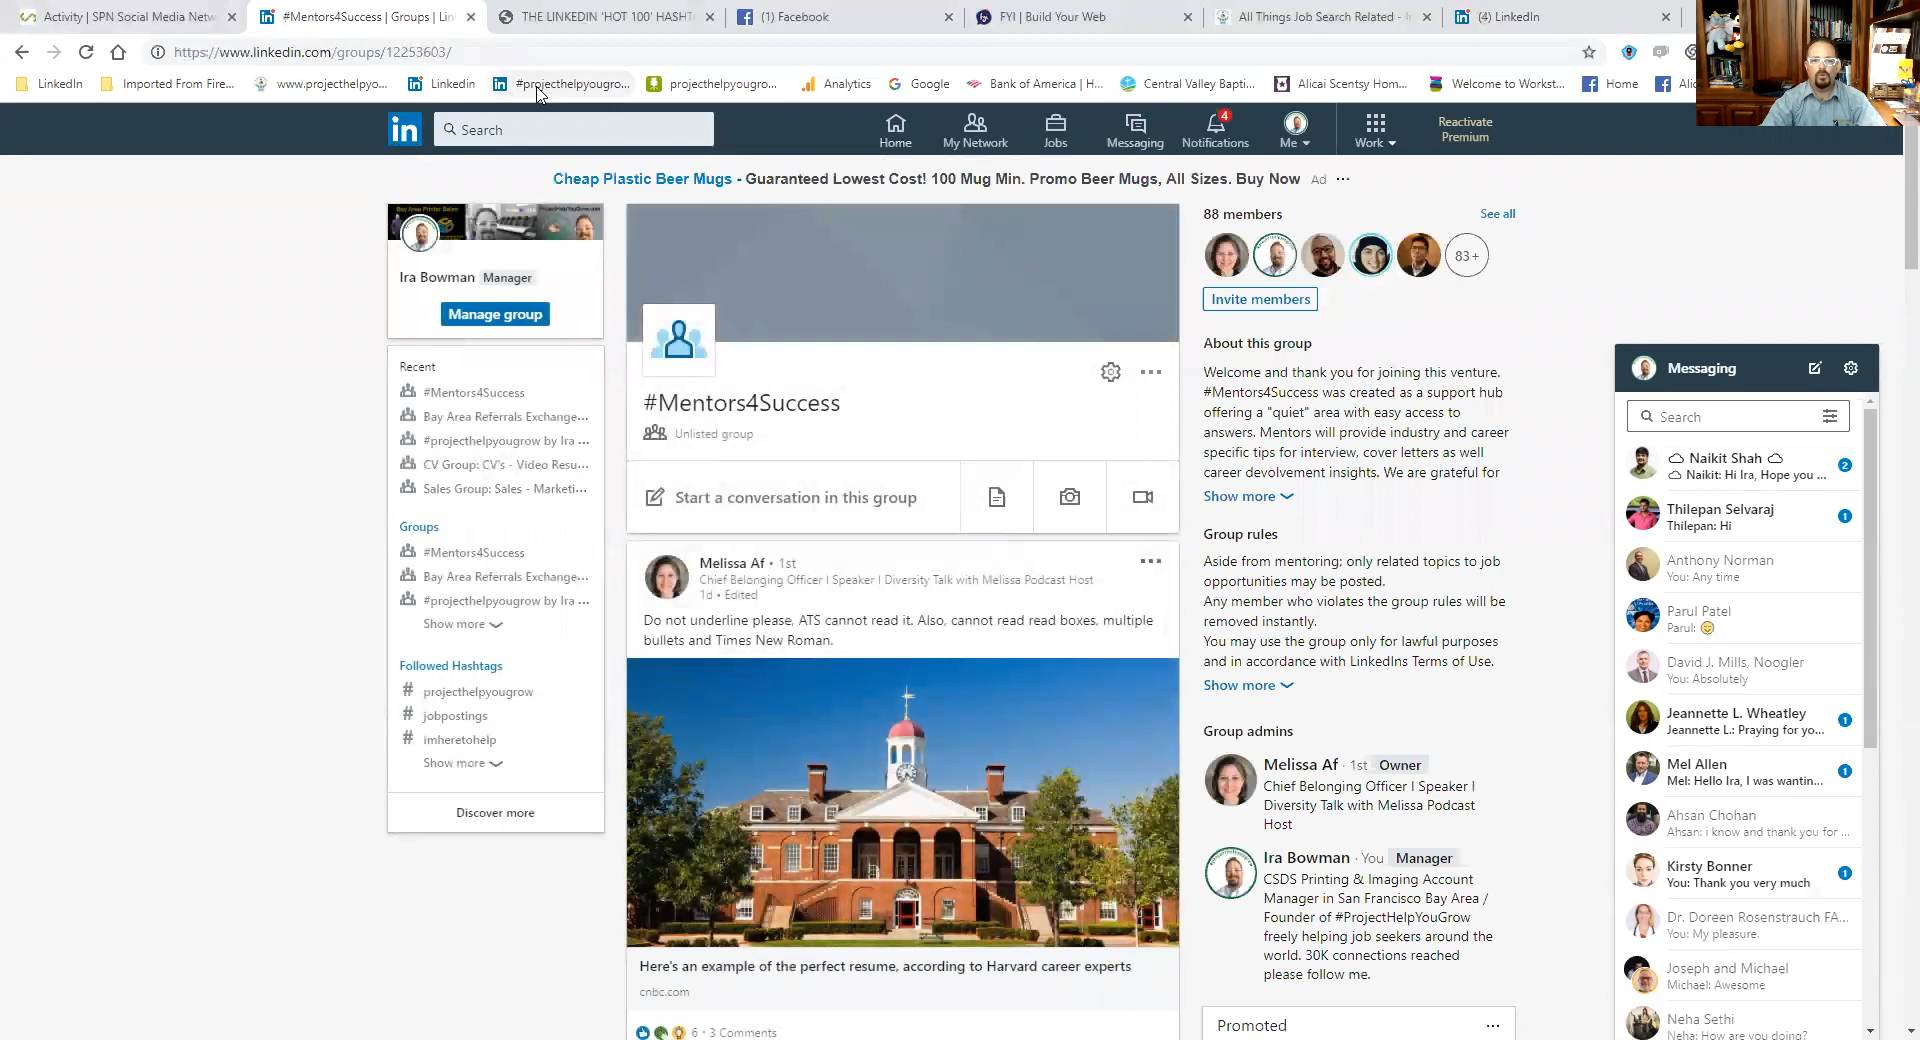 Activity | SPN Social Media Netw
#Mentors4Success | Groups | Lin
THE LINKEDIN 'HOT 100' HASHT
(1) Facebook
FYI | Build Your Web
All Things Job Search Related -
(4) LinkedIn
https://www.linkedin.com/groups/12253603/
LinkedIn
Imported From Fire...
www.projecthelpyo...
Linkedin
#projecthelpyougro...
projecthelpyougro...
Analytics
Google
Bank of America | H...
Central Valley Bapti...
Alicai Scentsy Hom...
Welcome to Workst...
Home
in
Search
Home
My Network
Jobs
Messaging
4
Notifications
Me
Work
Reactivate
Premium
Cheap Plastic Beer Mugs - Guaranteed Lowest Cost! 100 Mug Min. Promo Beer Mugs, All Sizes. Buy Now Ad ...
Ira Bowman Manager
Manage group
Recent
#Mentors4Success
Bay Area Referrals Exchange...
#projecthelpyougrow by Ira ...
CV Group: CV's - Video Resu...
Sales Group: Sales - Marketi...
Groups
#Mentors4Success
Bay Area Referrals Exchange...
#projecthelpyougrow by Ira ...
Show more
Followed Hashtags
# projecthelpyougrow
# jobpostings
# imheretohelp
Show more
Discover more
#Mentors4Success
Unlisted group
Start a conversation in this group
Melissa Af • 1st
Chief Belonging Officer I Speaker I Diversity Talk with Melissa Podcast Host
1d • Edited
Do not underline please, ATS cannot read it. Also, cannot read read boxes, multiple
bullets and Times New Roman.
Here's an example of the perfect resume, according to Harvard career experts
cnbc.com
6 • 3 Comments
88 members
See all
83+
Invite members
About this group
Welcome and thank you for joining this venture.
#Mentors4Success was created as a support hub
offering a "quiet" area with easy access to
answers. Mentors will provide industry and career
specific tips for interview, cover letters as well
career devolvement insights. We are grateful for
Show more
Group rules
Aside from mentoring; only related topics to job
opportunities may be posted.
Any member who violates the group rules will be
removed instantly.
You may use the group only for lawful purposes
and in accordance with LinkedIns Terms of Use.
Show more
Group admins
Melissa Af · 1st Owner
Chief Belonging Officer I Speaker I
Diversity Talk with Melissa Podcast
Host
Ira Bowman · You Manager
CSDS Printing & Imaging Account
Manager in San Francisco Bay Area /
Founder of #ProjectHelpYouGrow
freely helping job seekers around the
world. 30K connections reached
please follow me.
Promoted ...
Messaging
Search
Naikit Shah
Naikit: Hi Ira, Hope you ...
2
Thilepan Selvaraj
Thilepan: Hi
1
Anthony Norman
You: Any time
Parul Patel
Parul:
David J. Mills, Noogler
You: Absolutely
Jeannette L. Wheatley
Jeannette L.: Praying for yo...
1
Mel Allen
Mel: Hello Ira, I was wantin...
1
Ahsan Chohan
Ahsan: i know and thank you for ...
Kirsty Bonner
You: Thank you very much
1
Dr. Doreen Rosenstrauch FA...
You: My pleasure.
Joseph and Michael
Michael: Awesome
Neha Sethi
Neha: How are you doing?